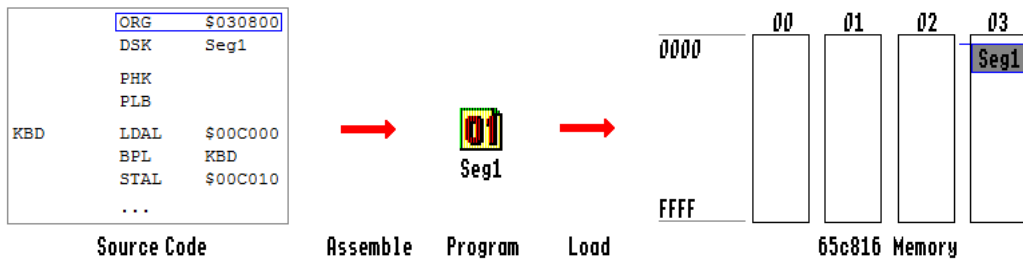 ORG $030800
DSK Seg1
PHK
PLB
KBD LDAL $00C000
BPL KBD
STAL $00C010
...
Source Code
Assemble
01
Seg1
Program
Load
00 01 02 03
0000
Seg1
FFFF
65c816 Memory